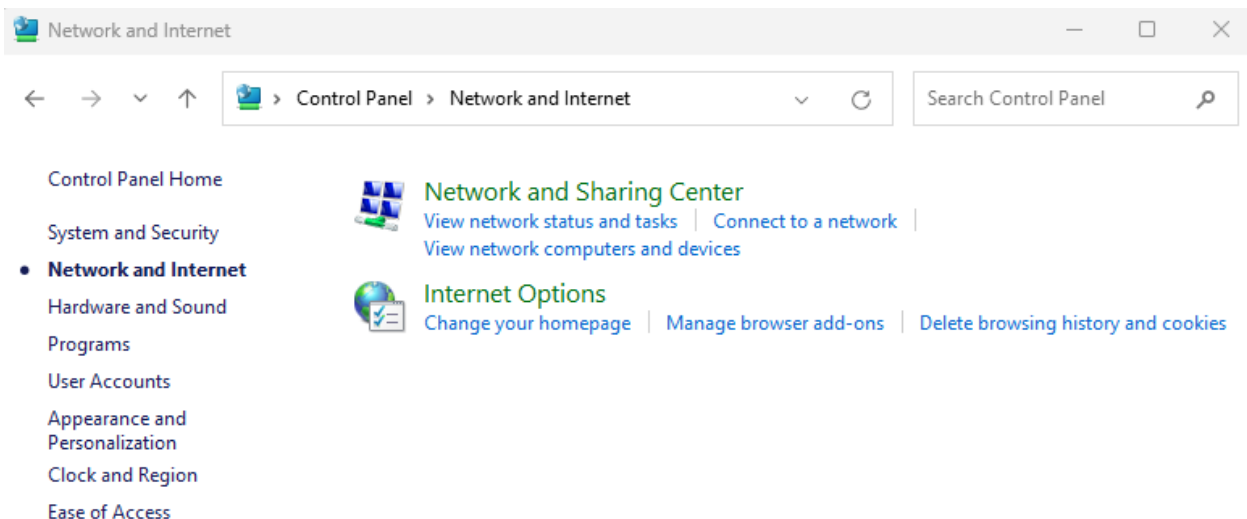 Network and Internet
Control Panel > Network and Internet
Search Control Panel
Control Panel Home
System and Security
Network and Internet
Hardware and Sound
Programs
User Accounts
Appearance and
Personalization
Clock and Region
Ease of Access
Network and Sharing Center
View network status and tasks | Connect to a network |
View network computers and devices
Internet Options
Change your homepage | Manage browser add-ons | Delete browsing history and cookies